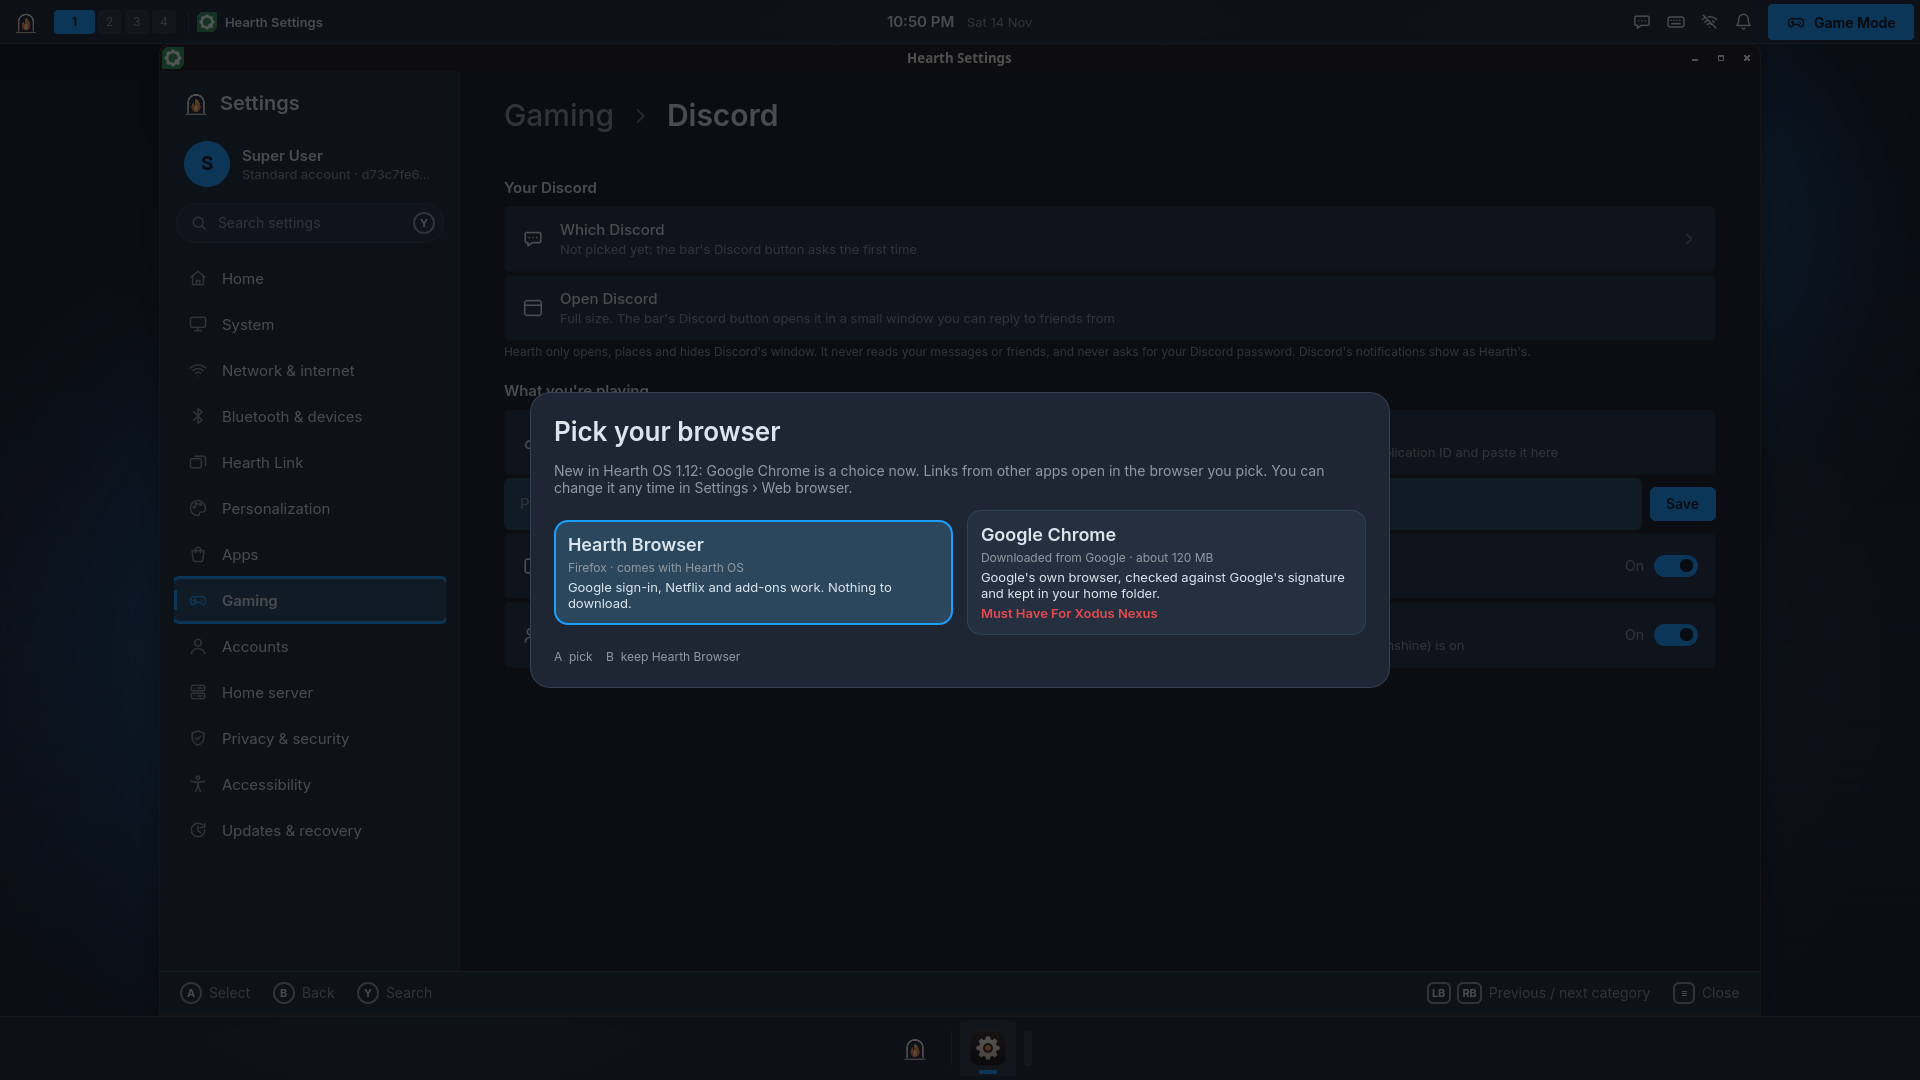 1 2 3 4 Hearth Settings
10:50 PM Sat 14 Nov
Game Mode
Hearth Settings
Settings
S
Super User
Standard account · d73c7fe6...
Search settings Y
Home
System
Network & internet
Bluetooth & devices
Hearth Link
Personalization
Apps
Gaming
Accounts
Home server
Privacy & security
Accessibility
Updates & recovery
Gaming > Discord
Your Discord
Which Discord
Not picked yet: the bar's Discord button asks the first time
Open Discord
Full size. The bar's Discord button opens it in a small window you can reply to friends from
Hearth only opens, places and hides Discord's window. It never reads your messages or friends, and never asks for your Discord password. Discord's notifications show as Hearth's.
What you're playing
ID and paste it here
Save
On
is on
On
Pick your browser
New in Hearth OS 1.12: Google Chrome is a choice now. Links from other apps open in the browser you pick. You can
change it any time in Settings › Web browser.
Hearth Browser
Firefox · comes with Hearth OS
Google sign-in, Netflix and add-ons work. Nothing to
download.
Google Chrome
Downloaded from Google · about 120 MB
Google's own browser, checked against Google's signature
and kept in your home folder.
Must Have For Xodus Nexus
A pick B keep Hearth Browser
A Select B Back Y Search
LB RB Previous / next category ≡ Close